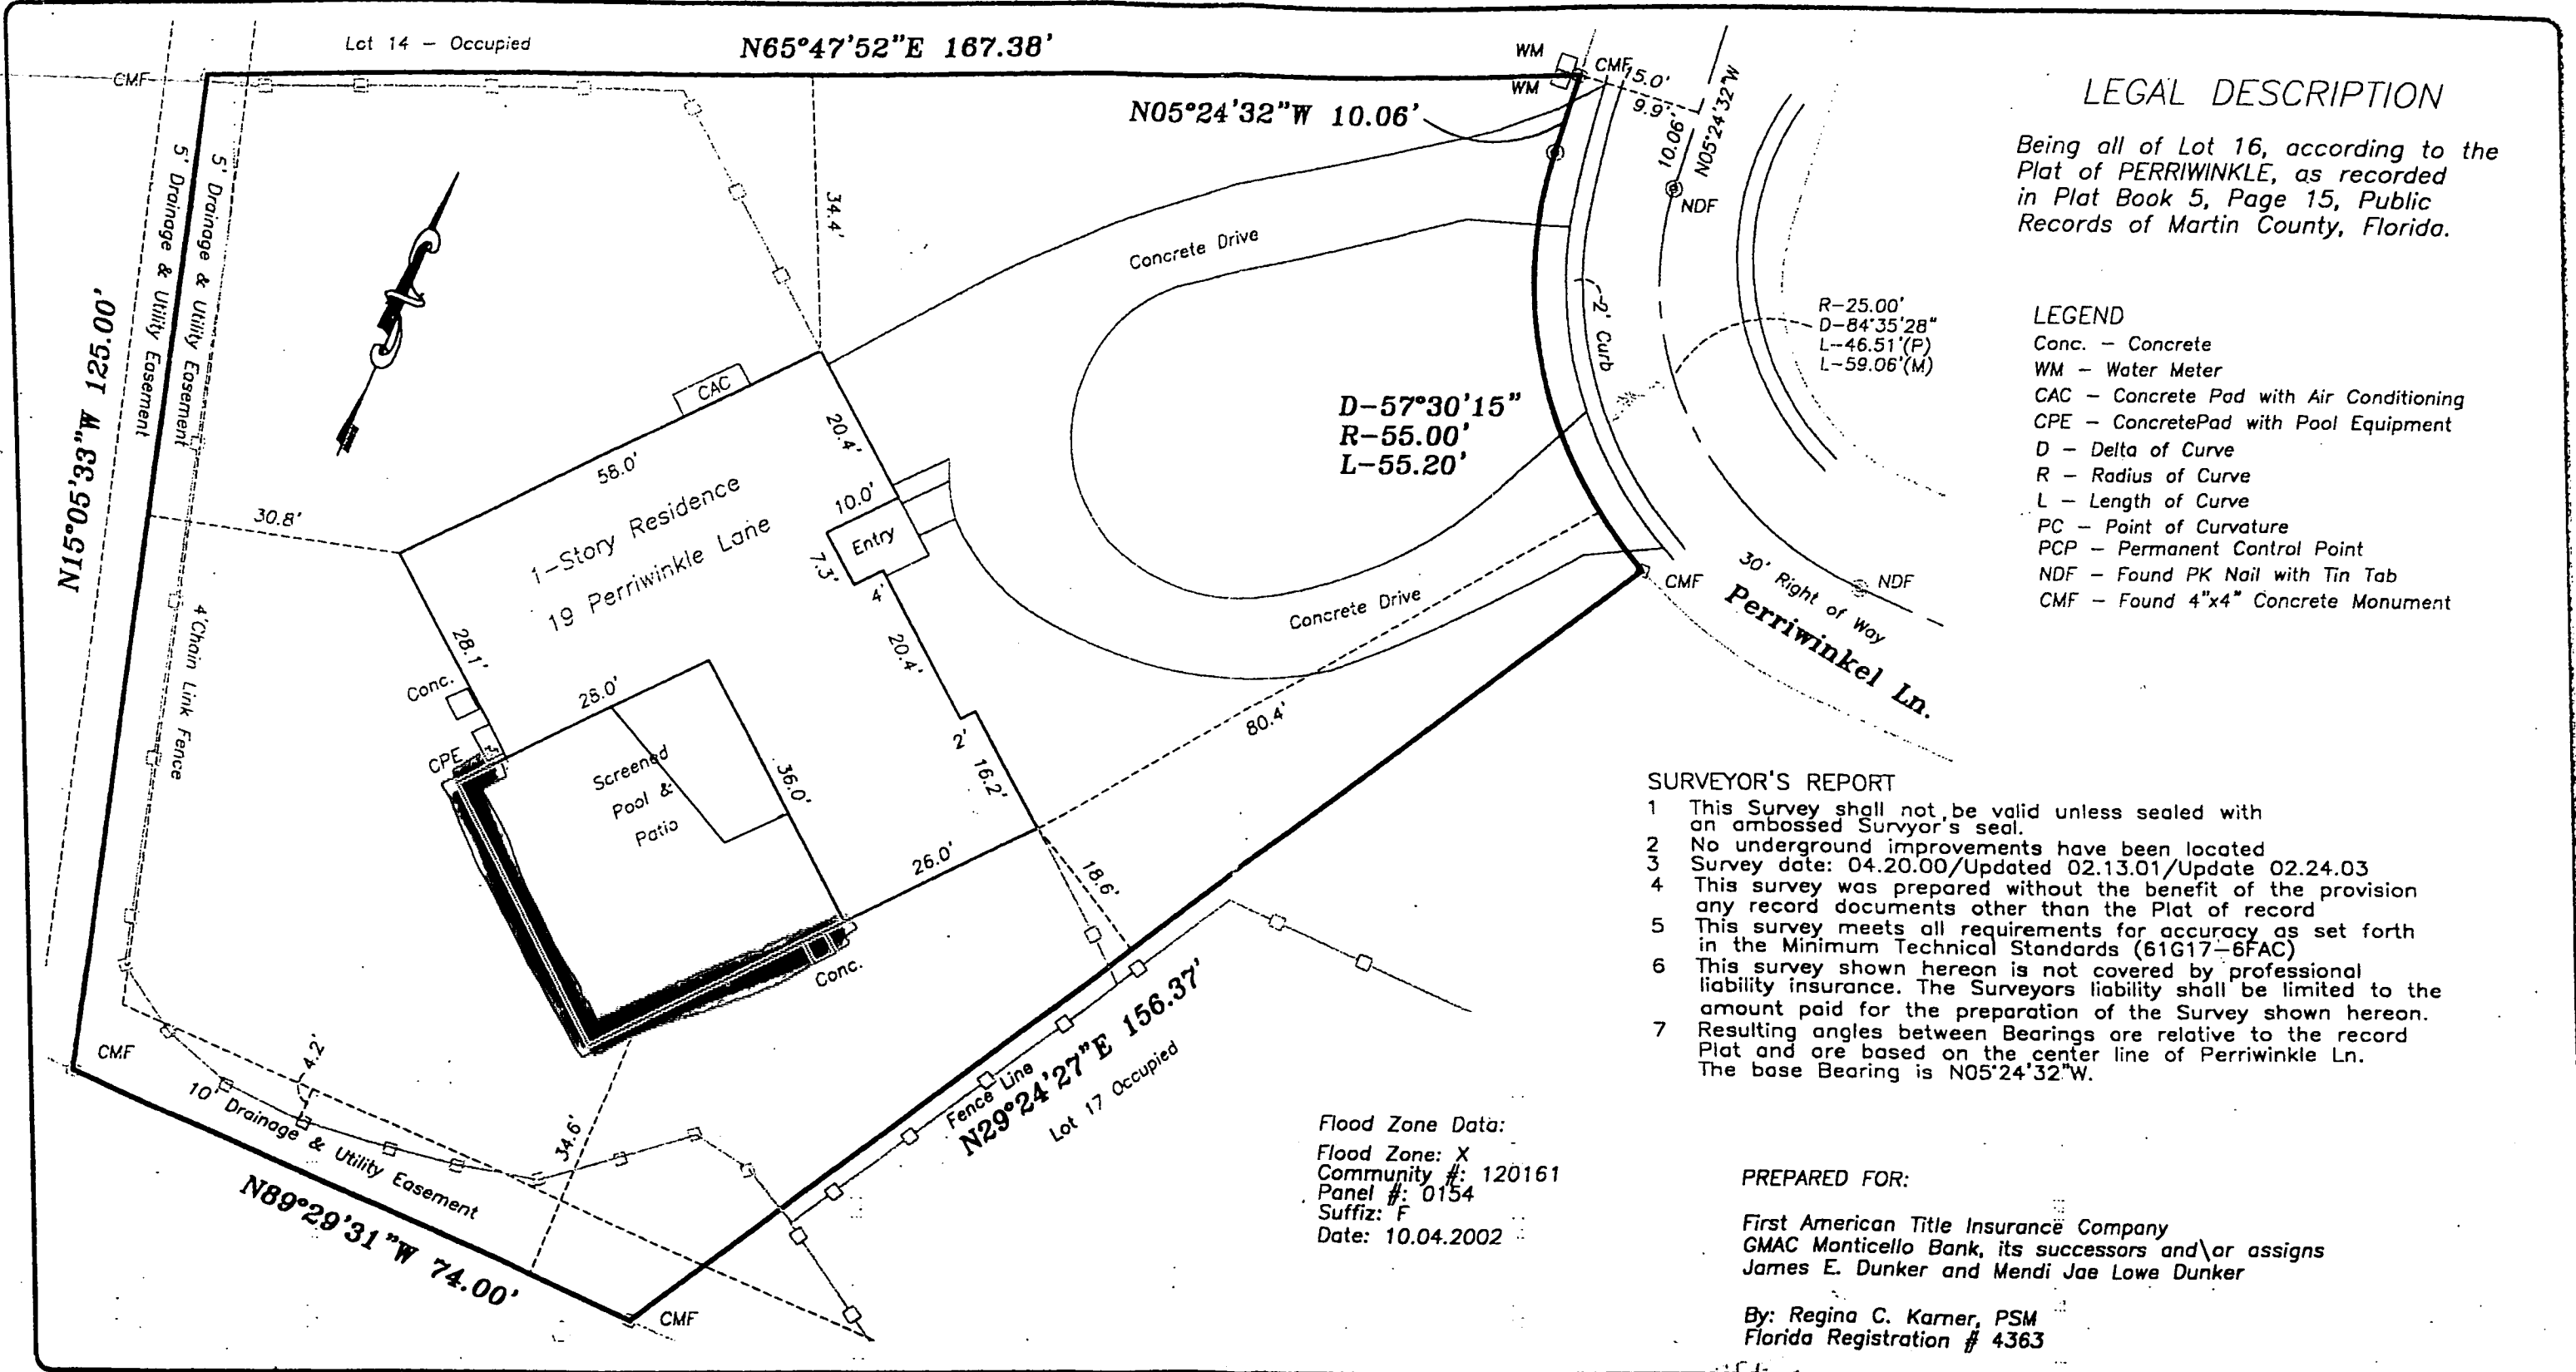 Lot 14 - Occupied
N65°47'52"E 167.38'
CMF
WM
WM
CMF
15.0'
9.9'
10.06'
N05°24'32"W
N05°24'32"W 10.06'
NDF
5' Drainage & Utility Easement
5' Drainage & Utility Easement
N15°05'33"W 125.00'
34.4'
Concrete Drive
2' Curb
R-25.00'
D-84°35'28"
L-46.51'(P)
L-59.06'(M)
D-57°30'15"
R-55.00'
L-55.20'
CAC
58.0'
20.4'
30.8'
1-Story Residence
19 Perriwinkle Lane
10.0'
Entry
7.3'
4'
20.4'
28.1'
4'Chain Link Fence
Conc.
CPE
28.0'
Screened
Pool &
Patio
36.0'
2'
16.2'
26.0'
80.4'
18.6'
Concrete Drive
CMF
NDF
30' Right of Way
Perriwinkel Ln.
Conc.
CMF
4.2'
34.6'
10' Drainage & Utility Easement
N89°29'31"W 74.00'
CMF
Fence Line
N29°24'27"E 156.37'
Lot 17 Occupied
LEGAL DESCRIPTION
Being all of Lot 16, according to the
Plat of PERRIWINKLE, as recorded
in Plat Book 5, Page 15, Public
Records of Martin County, Florida.
LEGEND
Conc. - Concrete
WM - Water Meter
CAC - Concrete Pad with Air Conditioning
CPE - ConcretePad with Pool Equipment
D - Delta of Curve
R - Radius of Curve
L - Length of Curve
PC - Point of Curvature
PCP - Permanent Control Point
NDF - Found PK Nail with Tin Tab
CMF - Found 4"x4" Concrete Monument
SURVEYOR'S REPORT
1 This Survey shall not be valid unless sealed with
an ambossed Survyor's seal.
2 No underground improvements have been located
3 Survey date: 04.20.00/Updated 02.13.01/Update 02.24.03
4 This survey was prepared without the benefit of the provision
any record documents other than the Plat of record
5 This survey meets all requirements for accuracy as set forth
in the Minimum Technical Standards (61G17-6FAC)
6 This survey shown hereon is not covered by professional
liability insurance. The Surveyors liability shall be limited to the
amount paid for the preparation of the Survey shown hereon.
7 Resulting angles between Bearings are relative to the record
Plat and are based on the center line of Perriwinkle Ln.
The base Bearing is N05°24'32"W.
Flood Zone Data:
Flood Zone: X
Community #: 120161
Panel #: 0154
Suffiz: F
Date: 10.04.2002
PREPARED FOR:
First American Title Insurance Company
GMAC Monticello Bank, its successors and\or assigns
James E. Dunker and Mendi Jae Lowe Dunker
By: Regina C. Karner, PSM
Florida Registration # 4363